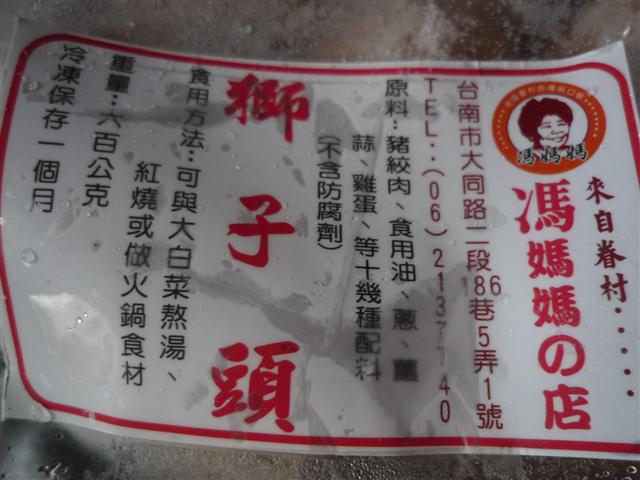 馮媽媽
來自眷村......
馮媽媽の店
台南市大同路二段86巷5弄1號
TEL:(06)2137140
原料:豬絞肉、食用油、蔥、薑
蒜、雞蛋、等十幾種配料
(不含防腐劑)
獅子頭
食用方法:可與大白菜熬湯、
紅燒或做火鍋食材
重量:六百公克
冷凍保存一個月